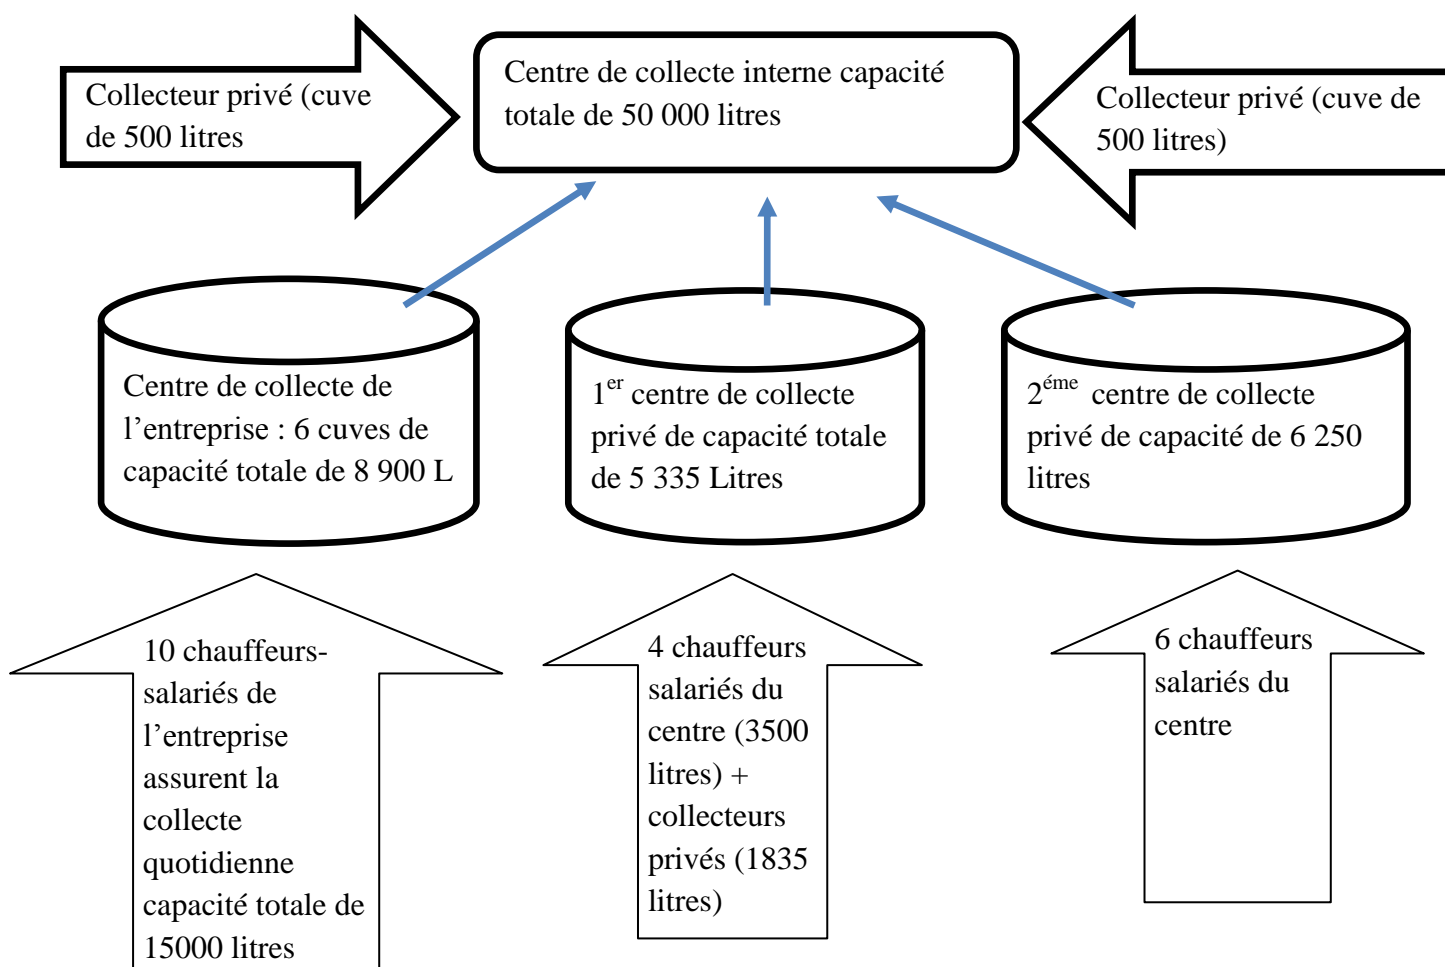 Collecteur privé (cuve
de 500 litres
Centre de collecte interne capacité
totale de 50 000 litres
Collecteur privé (cuve de
500 litres)
Centre de collecte de
l’entreprise : 6 cuves de
capacité totale de 8 900 L
1er centre de collecte
privé de capacité totale
de 5 335 Litres
2éme centre de collecte
privé de capacité de 6 250
litres
10 chauffeurs-
salariés de
l’entreprise
assurent la
collecte
quotidienne
capacité totale de
15000 litres
4 chauffeurs
salariés du
centre (3500
litres) +
collecteurs
privés (1835
litres)
6 chauffeurs
salariés du
centre